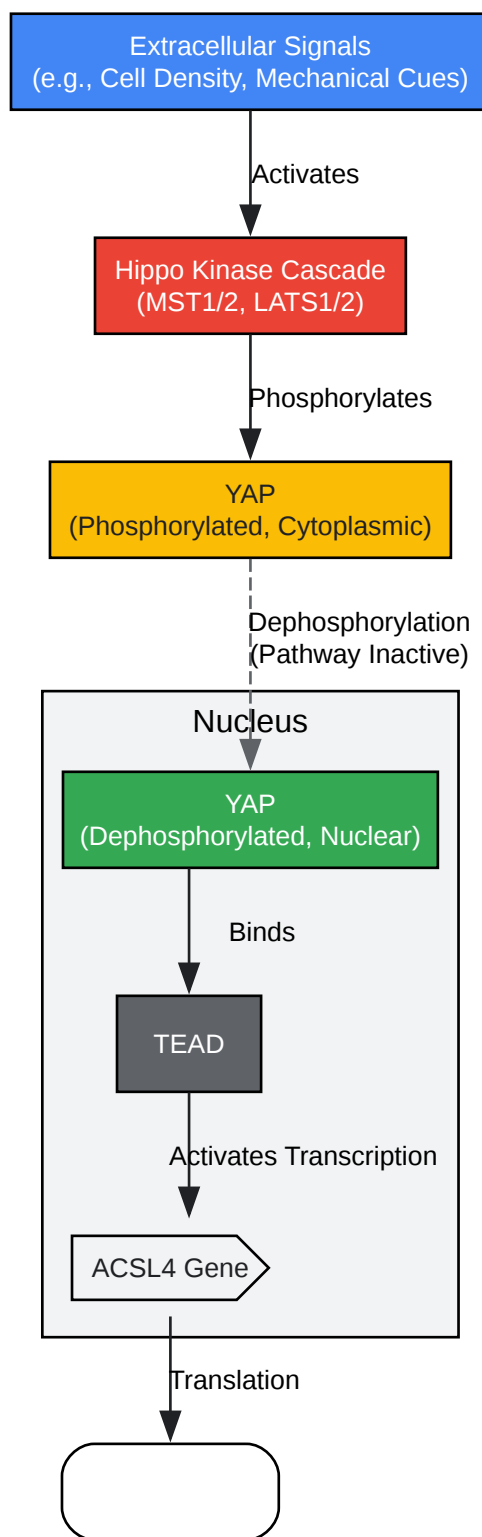 Extracellular Signals
(e.g., Cell Density, Mechanical Cues)
Activates
Hippo Kinase Cascade
(MST1/2, LATS1/2)
Phosphorylates
YAP
(Phosphorylated, Cytoplasmic)
Dephosphorylation
(Pathway Inactive)
Nucleus
YAP
(Dephosphorylated, Nuclear)
Binds
TEAD
Activates Transcription
ACSL4 Gene
Translation